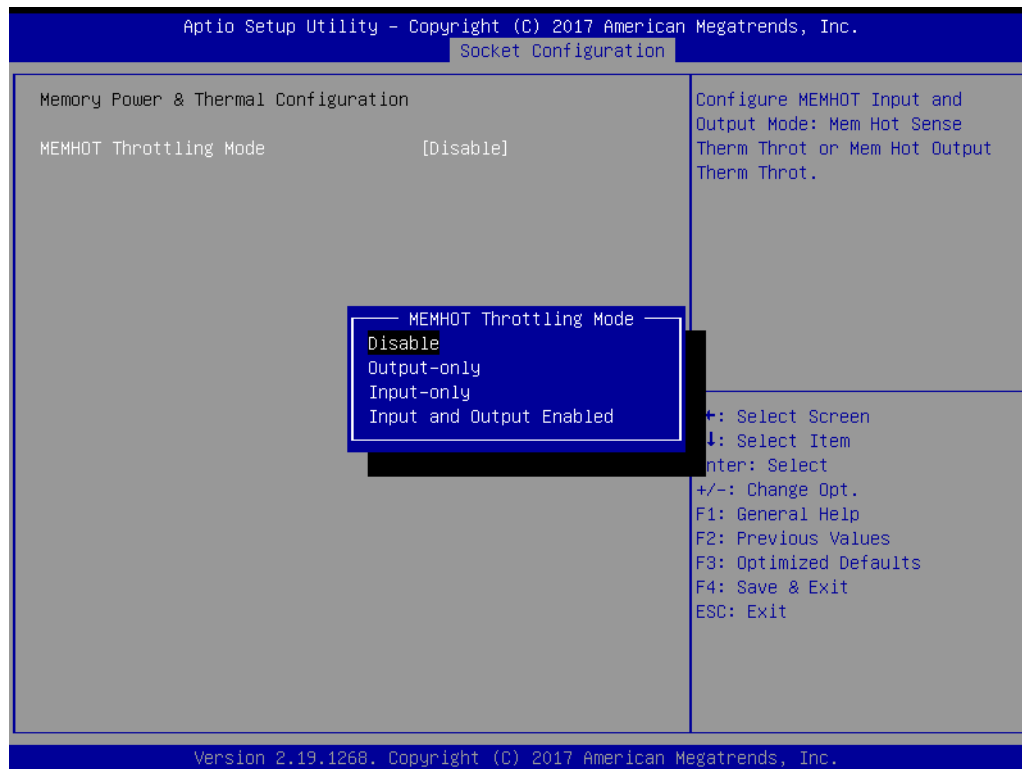 Aptio Setup Utility – Copyright (C) 2017 American Megatrends, Inc.
Socket Configuration
Memory Power & Thermal Configuration
MEMHOT Throttling Mode [Disable]
Configure MEMHOT Input and
Output Mode: Mem Hot Sense
Therm Throt or Mem Hot Output
Therm Throt.
MEMHOT Throttling Mode
Disable
Output-only
Input-only
Input and Output Enabled
←: Select Screen
↓: Select Item
nter: Select
+/-: Change Opt.
F1: General Help
F2: Previous Values
F3: Optimized Defaults
F4: Save & Exit
ESC: Exit
Version 2.19.1268. Copyright (C) 2017 American Megatrends, Inc.